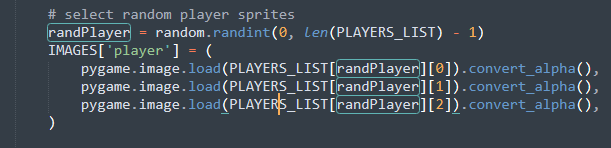 # select random player sprites
randPlayer = random.randint(0, len(PLAYERS_LIST) - 1)
IMAGES['player'] = (
    pygame.image.load(PLAYERS_LIST[randPlayer][0]).convert_alpha(),
    pygame.image.load(PLAYERS_LIST[randPlayer][1]).convert_alpha(),
    pygame.image.load(PLAYERS_LIST[randPlayer][2]).convert_alpha(),
)